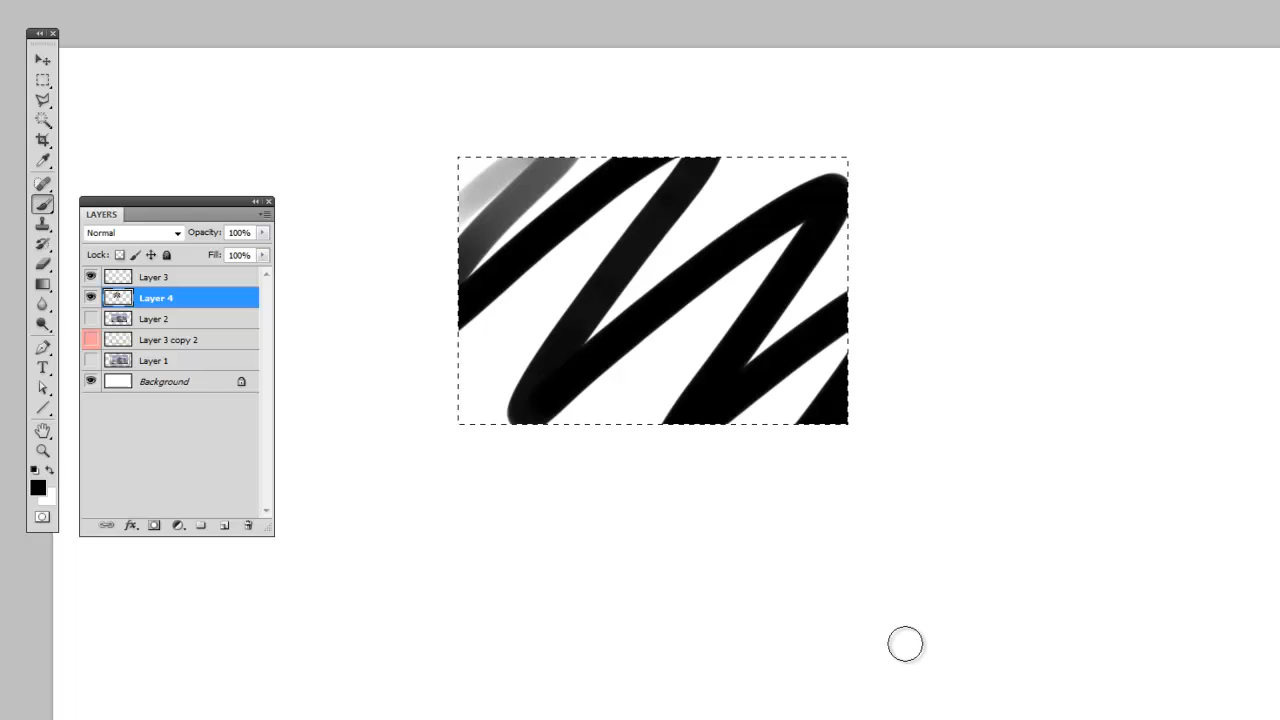 LAYERS
Normal Opacity: 100%
Lock: Fill: 100%
Layer 3
Layer 4
Layer 2
Layer 3 copy 2
Layer 1
Background
fx.
T